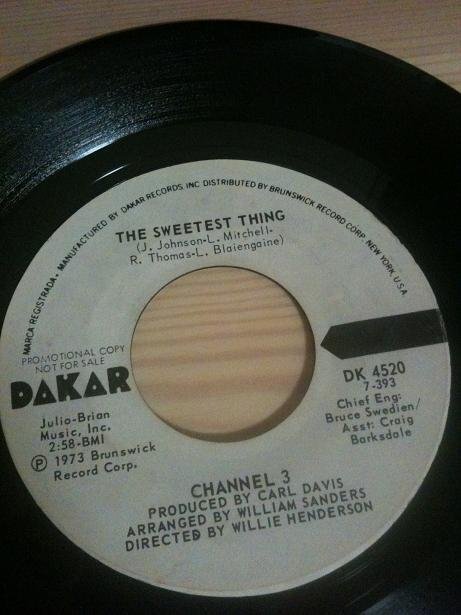 MARCA REGISTRADA. MANUFACTURED BY DAKAR RECORDS, INC DISTRIBUTED BY BRUNSWICK RECORD CORP. NEW YORK, U.S.A.
THE SWEETEST THING
(J. Johnson-L. Mitchell-
R. Thomas-L. Blaiengaine)
PROMOTIONAL COPY
NOT FOR SALE
DAKAR
Julio-Brian
Music, Inc.
2:58-BMI
℗ 1973 Brunswick
Record Corp.
DK 4520
7-393
Chief Eng:
Bruce Swedien/
Asst: Craig
Barksdale
CHANNEL 3
PRODUCED BY CARL DAVIS
ARRANGED BY WILLIAM SANDERS
DIRECTED BY WILLIE HENDERSON